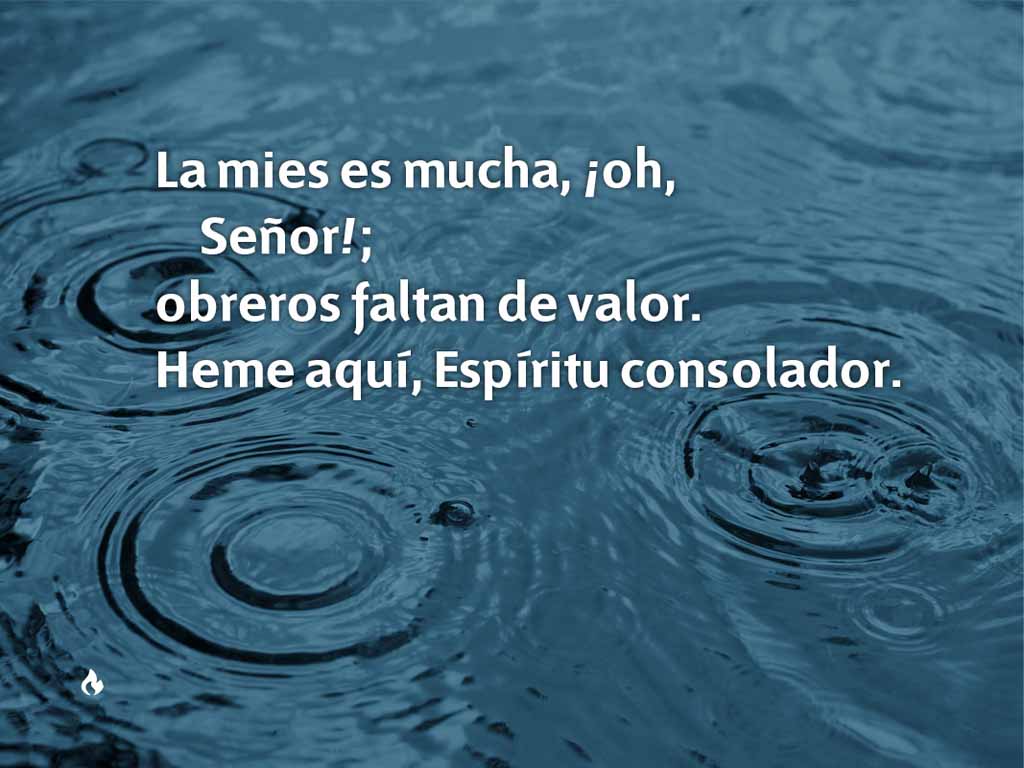 La mies es mucha, ¡oh,
Señor!;
obreros faltan de valor.
Heme aquí, Espíritu consolador.